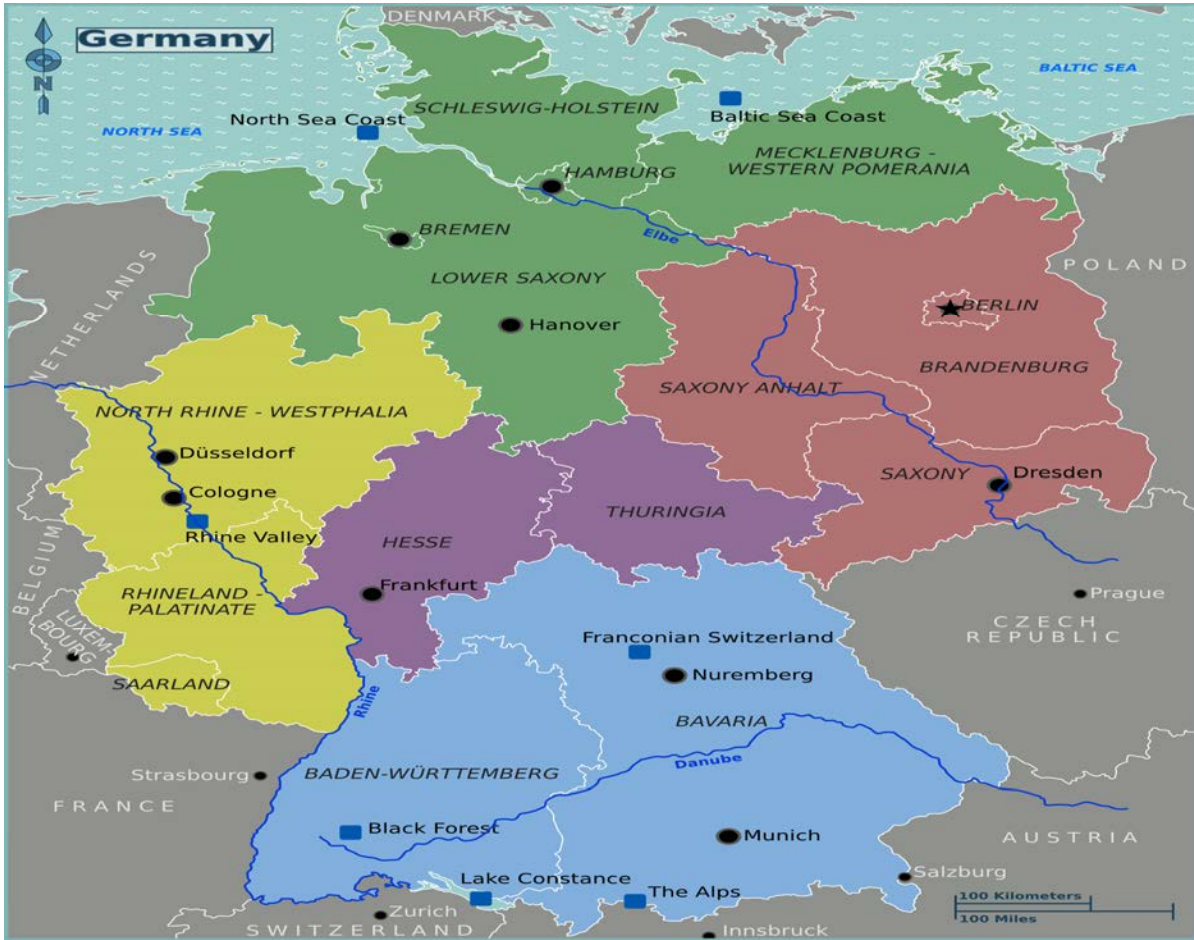 DENMARK
Germany
N
BALTIC SEA
NORTH SEA
North Sea Coast
SCHLESWIG-HOLSTEIN
Baltic Sea Coast
MECKLENBURG -
WESTERN POMERANIA
HAMBURG
BREMEN
Elbe
LOWER SAXONY
POLAND
NETHERLANDS
BERLIN
Hanover
BRANDENBURG
SAXONY ANHALT
NORTH RHINE - WESTPHALIA
Düsseldorf
SAXONY
Dresden
Cologne
THURINGIA
Rhine Valley
HESSE
BELGIUM
Frankfurt
RHINELAND -
PALATINATE
Prague
CZECH
REPUBLIC
LUXEM-
BOURG
Franconian Switzerland
SAARLAND
Nuremberg
Rhine
BAVARIA
Danube
Strasbourg
BADEN-WÜRTTEMBERG
FRANCE
Black Forest
Munich
AUSTRIA
Lake Constance
The Alps
Salzburg
100 Kilometers
100 Miles
Zurich
SWITZERLAND
Innsbruck